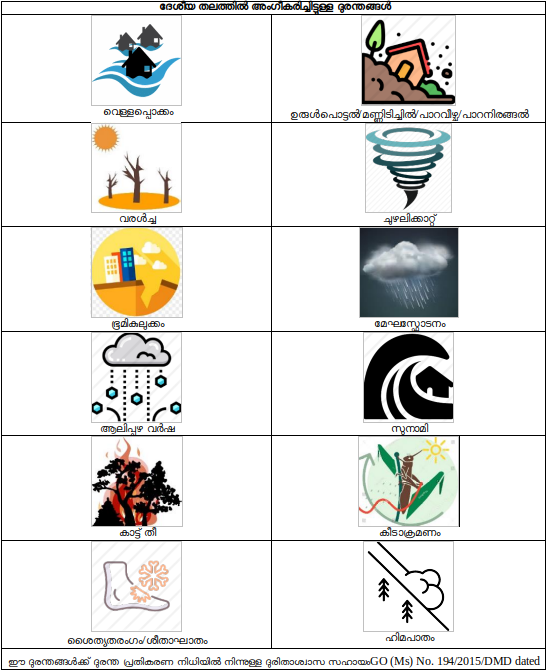 ദേശീയ തലത്തിൽ അംഗീകരിച്ചിട്ടുള്ള ദുരന്തങ്ങൾ
വെള്ളപ്പൊക്കം
ഉരുൾപൊട്ടൽ/മണ്ണിടിച്ചിൽ/പാറവീഴ്ച/പാറനിരങ്ങൽ
വരൾച്ച
ചുഴലിക്കാറ്റ്
ഭൂമികുലുക്കം
മേഘസ്ഫോടനം
ആലിപ്പഴ വർഷ
സുനാമി
കാട്ട് തീ
കീടാക്രമണം
ശൈത്യതരംഗം/ശീതാഘാതം
ഹിമപാതം
ഈ ദുരന്തങ്ങൾക്ക് ദുരന്ത പ്രതികരണ നിധിയിൽ നിന്നുള്ള ദുരിതാശ്വാസ സഹായംGO (Ms) No. 194/2015/DMD dated